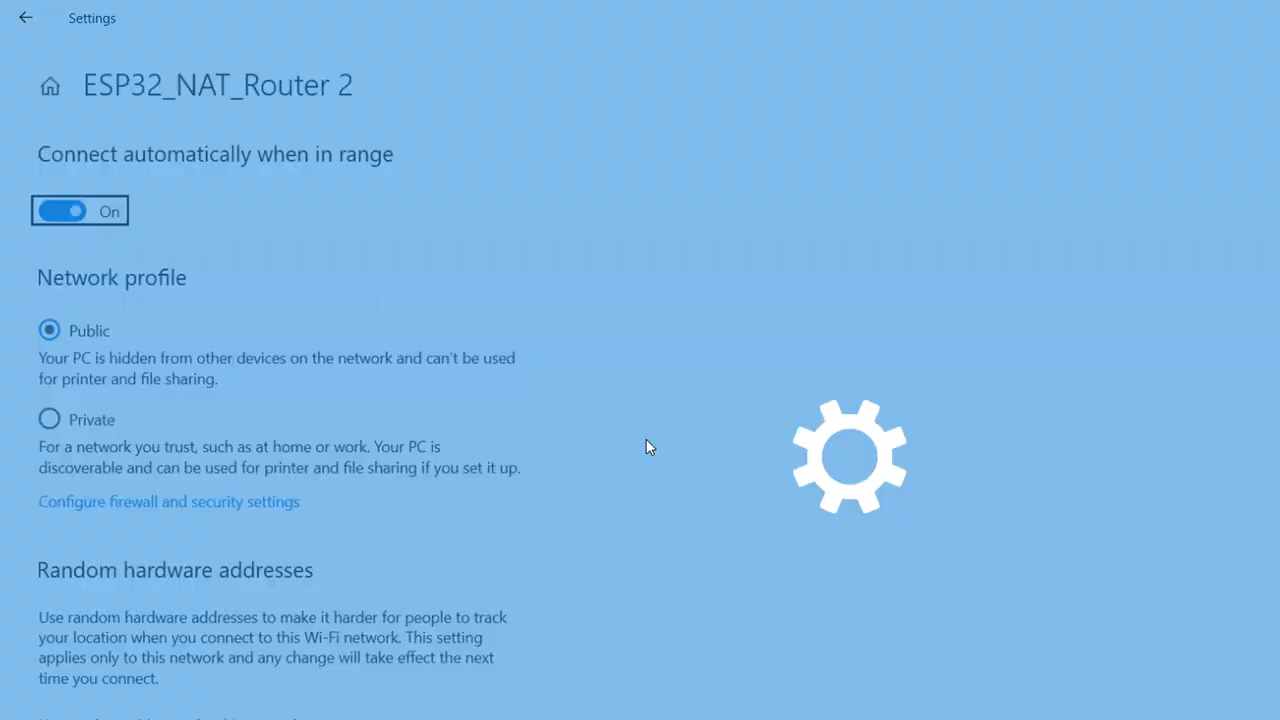 Settings
ESP32_NAT_Router 2
Connect automatically when in range
On
Network profile
Public
Your PC is hidden from other devices on the network and can't be used
for printer and file sharing.
Private
For a network you trust, such as at home or work. Your PC is
discoverable and can be used for printer and file sharing if you set it up.
Configure firewall and security settings
Random hardware addresses
Use random hardware addresses to make it harder for people to track
your location when you connect to this Wi-Fi network. This setting
applies only to this network and any change will take effect the next
time you connect.